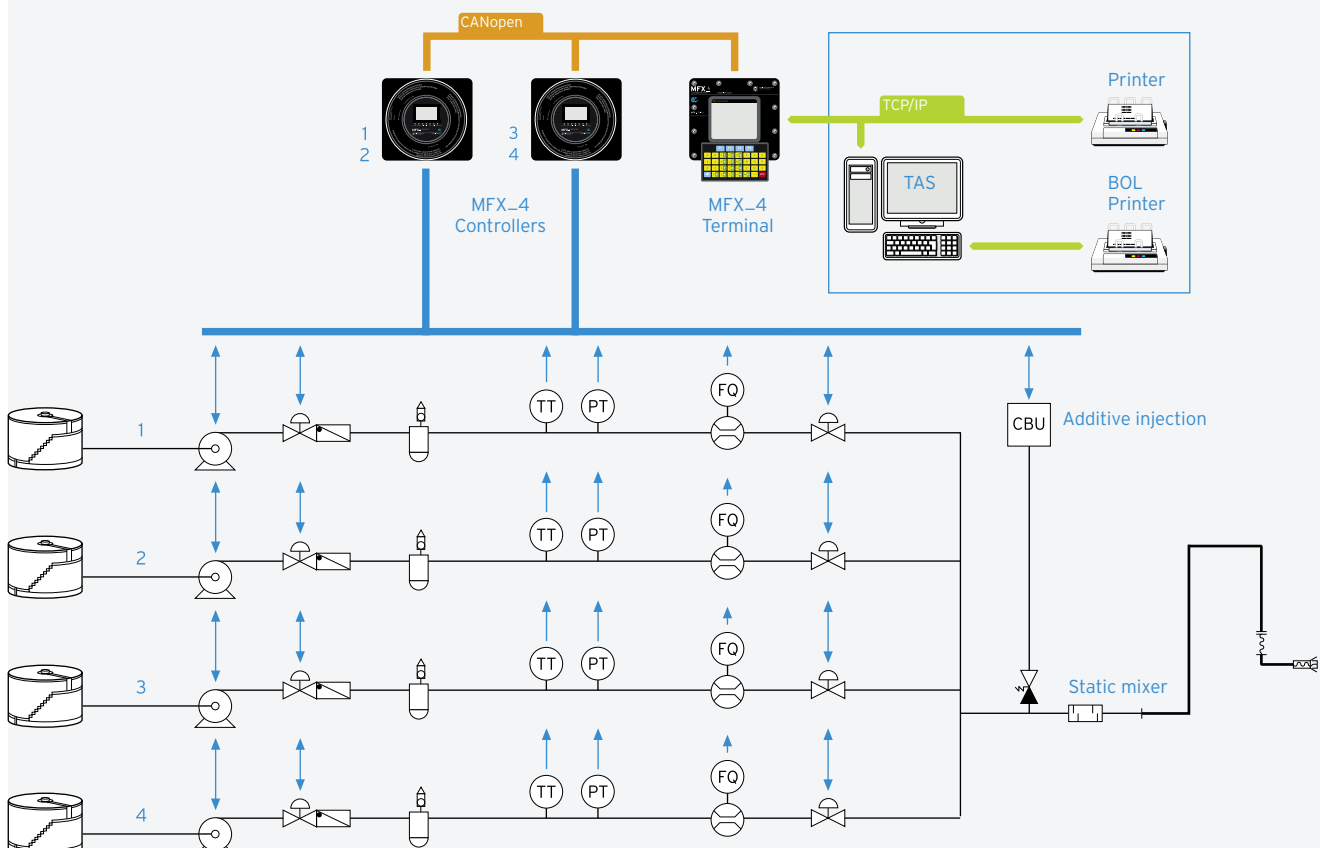 CANopen
Printer
TCP/IP
MFX_4
1
2
3
4
TAS
BOL
Printer
MFX_4
Controllers
MFX_4
Terminal
FQ
TT
PT
CBU
Additive injection
1
FQ
TT
PT
2
FQ
TT
PT
3
Static mixer
FQ
TT
PT
4